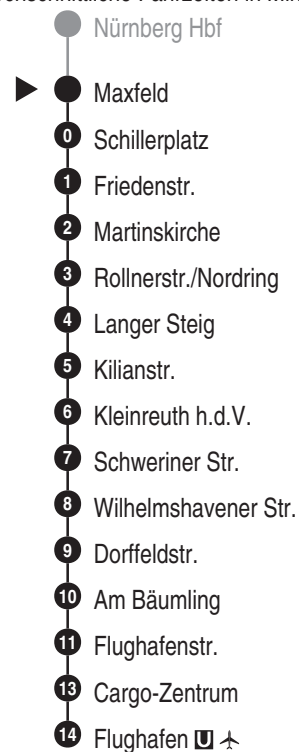 Nürnberg Hbf
Maxfeld
0 Schillerplatz
1 Friedenstr.
2 Martinskirche
3 Rollnerstr./Nordring
4 Langer Steig
5 Kilianstr.
6 Kleinreuth h.d.V.
7 Schweriner Str.
8 Wilhelmshavener Str.
9 Dorffeldstr.
10 Am Bäumling
11 Flughafenstr.
13 Cargo-Zentrum
14 Flughafen U